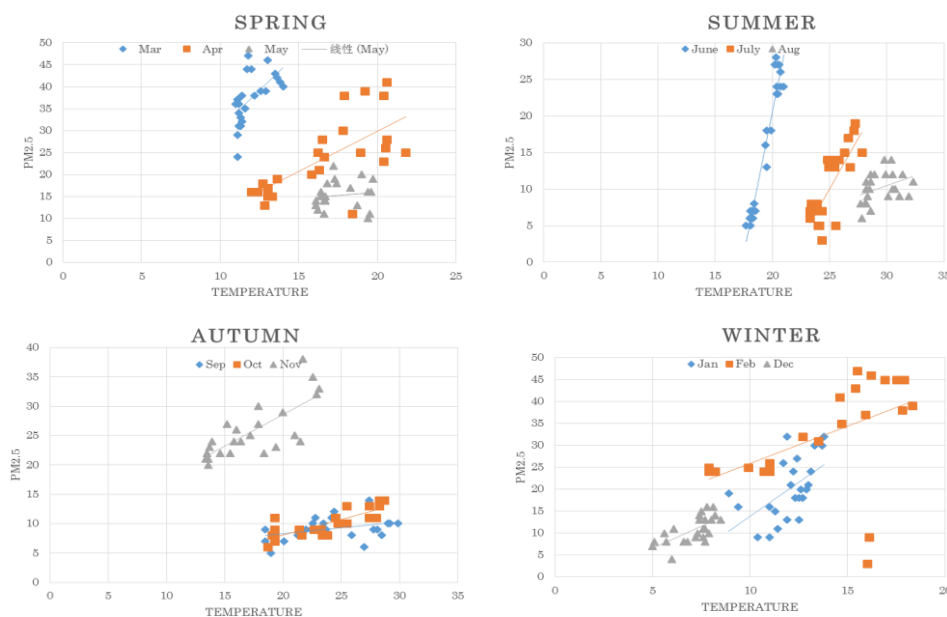 SPRING
Mar Apr May 线性 (May)
PM2.5
50
45
40
35
30
25
20
15
10
5
0
0 5 10 15 20 25
TEMPERATURE
SUMMER
June July Aug
PM2.5
30
25
20
15
10
5
0
0 5 10 15 20 25 30 35
TEMPERATURE
AUTUMN
Sep Oct Nov
PM2.5
40
35
30
25
20
15
10
5
0
0 5 10 15 20 25 30 35
TEMPERATURE
WINTER
Jan Feb Dec
PM2.5
50
45
40
35
30
25
20
15
10
5
0
0 5 10 15 20
TEMPERATURE